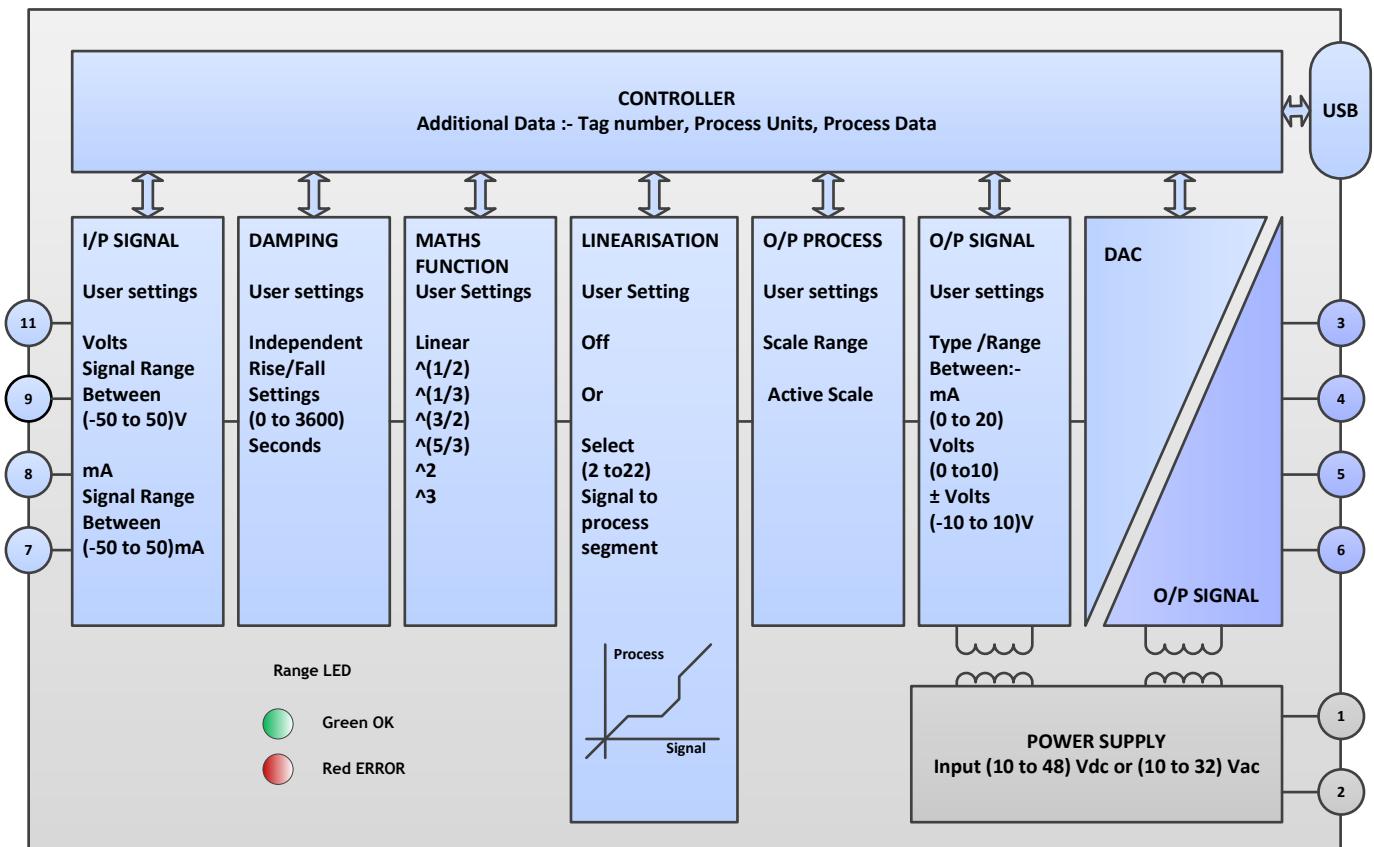 CONTROLLER
Additional Data :- Tag number, Process Units, Process Data
USB
I/P SIGNAL
User settings
Volts
Signal Range
Between
(-50 to 50)V
mA
Signal Range
Between
(-50 to 50)mA
DAMPING
User settings
Independent
Rise/Fall
Settings
(0 to 3600)
Seconds
MATHS
FUNCTION
User Settings
Linear
^(1/2)
^(1/3)
^(3/2)
^(5/3)
^2
^3
LINEARISATION
User Setting
Off
Or
Select
(2 to22)
Signal to
process
segment
Process
Signal
O/P PROCESS
User settings
Scale Range
Active Scale
O/P SIGNAL
User settings
Type /Range
Between:-
mA
(0 to 20)
Volts
(0 to10)
± Volts
(-10 to 10)V
DAC
O/P SIGNAL
11
9
8
7
3
4
5
6
Range LED
Green OK
Red ERROR
POWER SUPPLY
Input (10 to 48) Vdc or (10 to 32) Vac
1
2